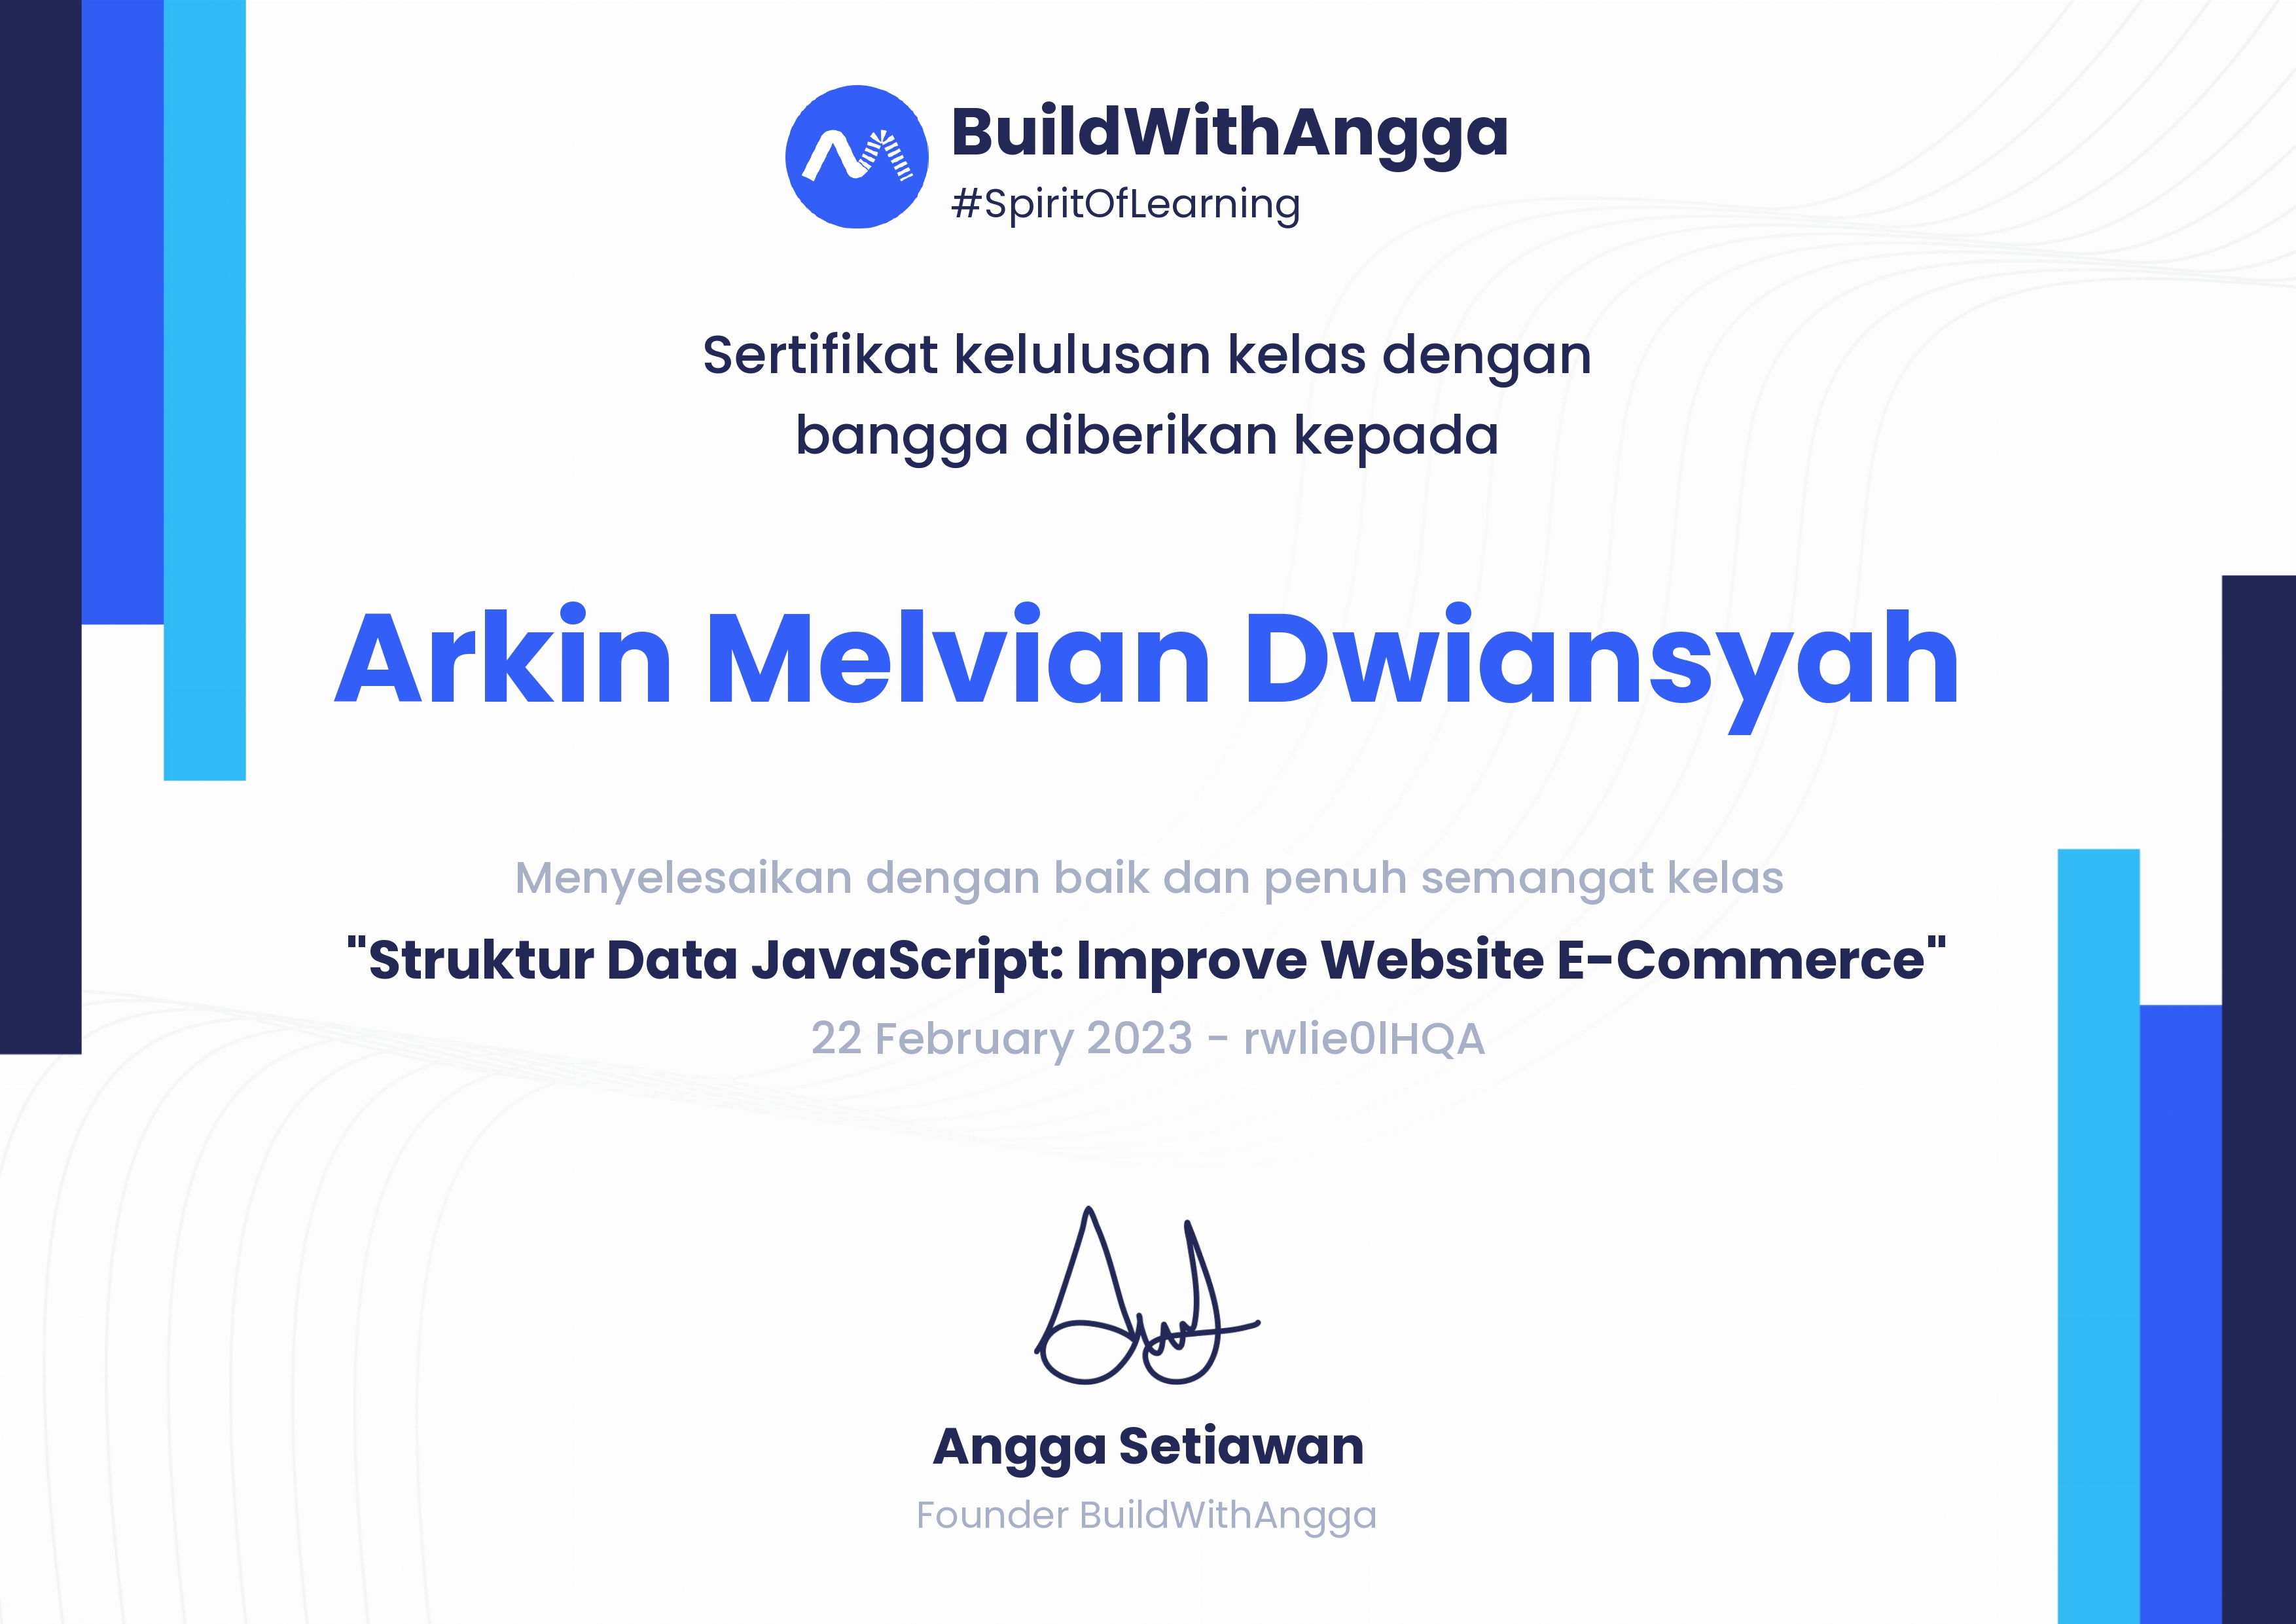 BuildWithAngga
#SpiritOfLearning
Sertifikat kelulusan kelas dengan
bangga diberikan kepada
Arkin Melvian Dwiansyah
Menyelesaikan dengan baik dan penuh semangat kelas
"Struktur Data JavaScript: Improve Website E-Commerce"
22 February 2023 - rwlie0lHQA
Angga Setiawan
Founder BuildWithAngga